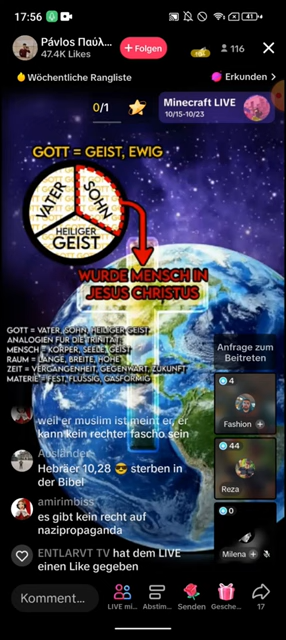 17:56
41
Pávlos Παύλ...
47.4K Likes
+ Folgen
116
Wöchentliche Rangliste
Erkunden >
0/1
Minecraft LIVE
10/15-10/23
GOTT = GEIST, EWIG
VATER
SOHN
HEILIGER
GEIST
WURDE MENSCH IN
JESUS CHRISTUS
GOTT = VATER, SOHN, HEILIGER GEIST
ANALOGIEN FÜR DIE TRINITÄT:
MENSCH = KÖRPER, SEELE, GEIST
RAUM = LÄNGE, BREITE, HÖHE
ZEIT = VERGANGENHEIT, GEGENWART, ZUKUNFT
MATERIE = FEST, FLÜSSIG, GASFÖRMIG
Anfrage zum
Beitreten
weil er muslim ist meint er, er
kann kein rechter fascho sein
4
Fashion +
Ausländer
Hebräer 10,28 😎 sterben in
der Bibel
44
Reza
amirimbiss
es gibt kein recht auf
nazipropaganda
0
Milena +
ENTLARVT TV hat dem LIVE
einen Like gegeben
Komment...
LIVE mi...
Abstim...
Senden
Gesche...
17